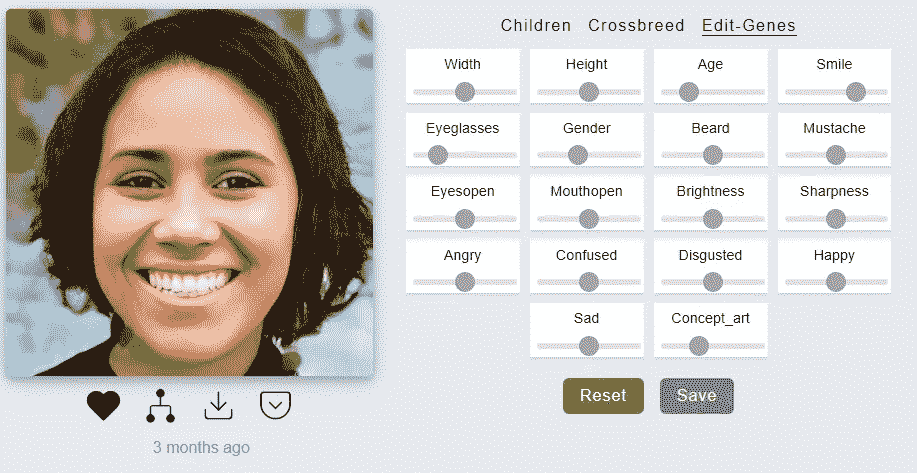 Children Crossbreed Edit-Genes
Width Height Age Smile
Eyeglasses Gender Beard Mustache
Eyesopen Mouthopen Brightness Sharpness
Angry Confused Disgusted Happy
Sad Concept_art
Reset Save
3 months ago